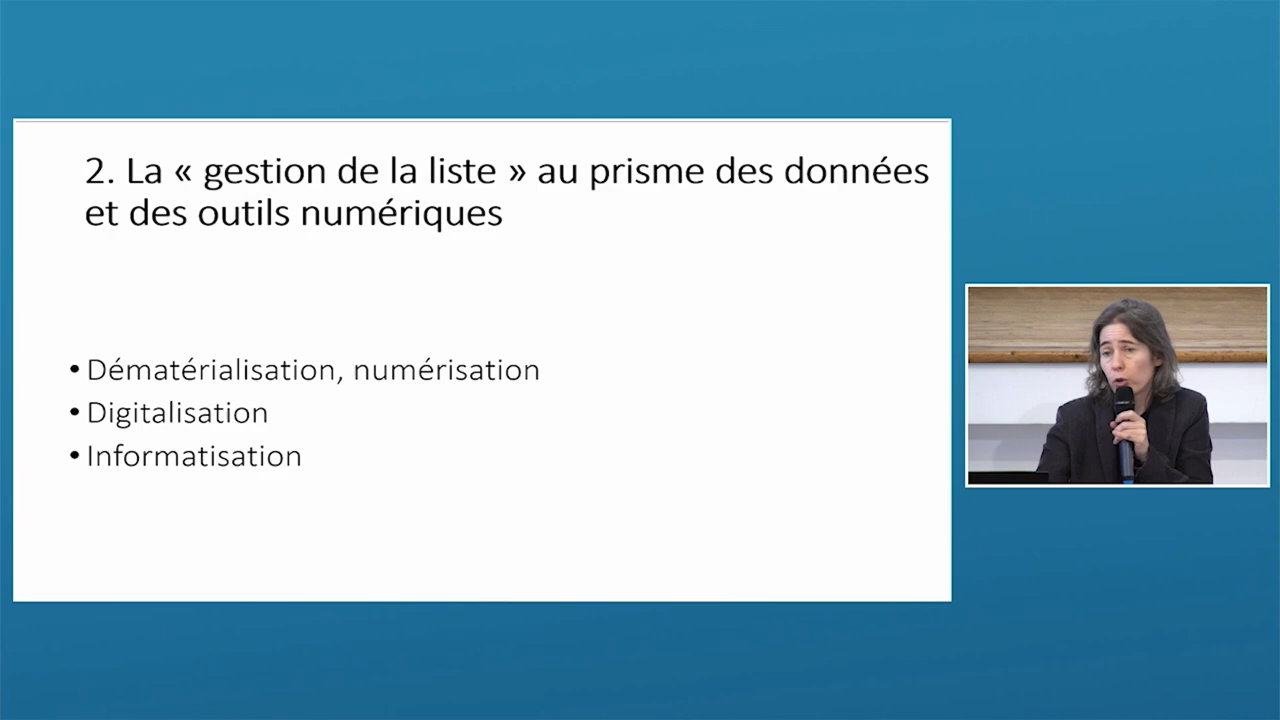 2. La « gestion de la liste » au prisme des données
et des outils numériques
• Dématérialisation, numérisation
• Digitalisation
• Informatisation